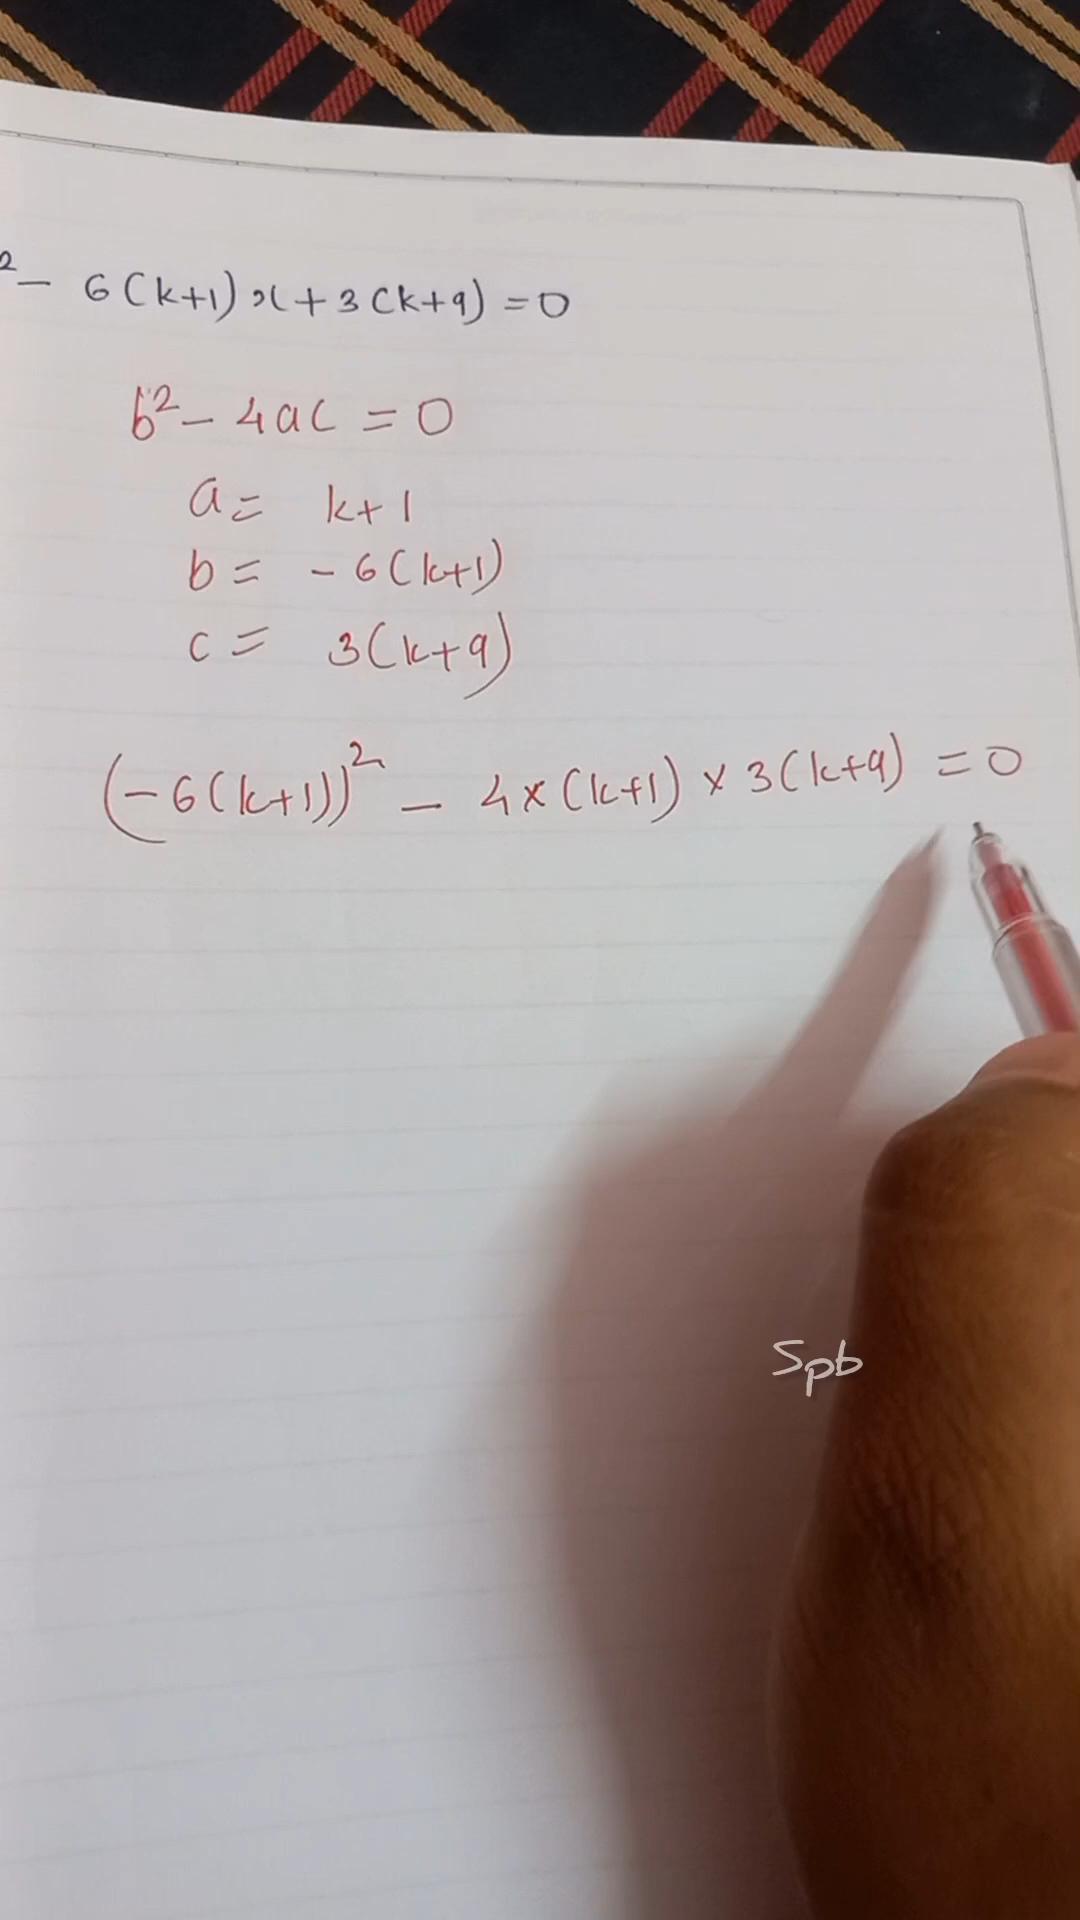 ² - 6(k+1)x+3(k+9)=0
b² - 4ac = 0
a = k+1
b = -6(k+1)
c = 3(k+9)
(-6(k+1))² - 4×(k+1)×3(k+9) = 0
Spb